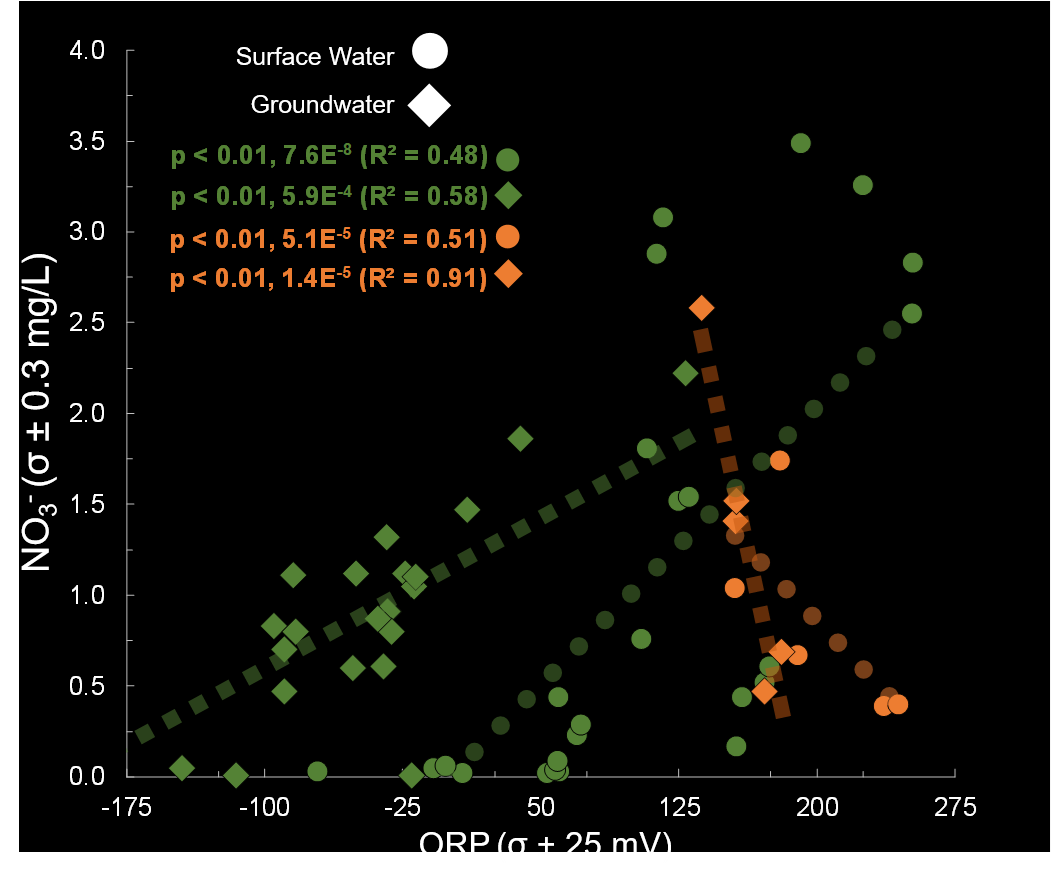 4.0
Surface Water
Groundwater
3.5
p < 0.01, 7.6E⁻⁸ (R² = 0.48)
p < 0.01, 5.9E⁻⁴ (R² = 0.58)
3.0
p < 0.01, 5.1E⁻⁵ (R² = 0.51)
p < 0.01, 1.4E⁻⁵ (R² = 0.91)
2.5
2.0
1.5
1.0
0.5
0.0
NO₃⁻ (σ ± 0.3 mg/L)
-175 -100 -25 50 125 200 275
ORP (σ ± 25 mV)